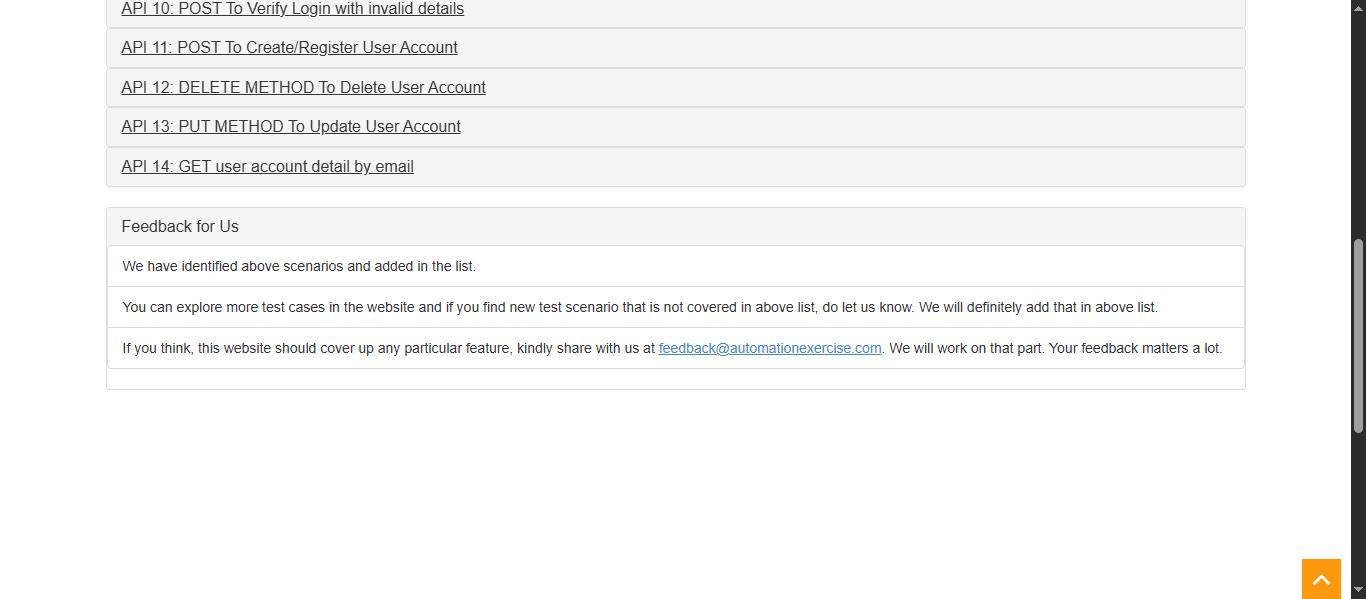 API 10: POST To Verify Login with invalid details
API 11: POST To Create/Register User Account
API 12: DELETE METHOD To Delete User Account
API 13: PUT METHOD To Update User Account
API 14: GET user account detail by email
Feedback for Us
We have identified above scenarios and added in the list.
You can explore more test cases in the website and if you find new test scenario that is not covered in above list, do let us know. We will definitely add that in above list.
If you think, this website should cover up any particular feature, kindly share with us at feedback@automationexercise.com. We will work on that part. Your feedback matters a lot.